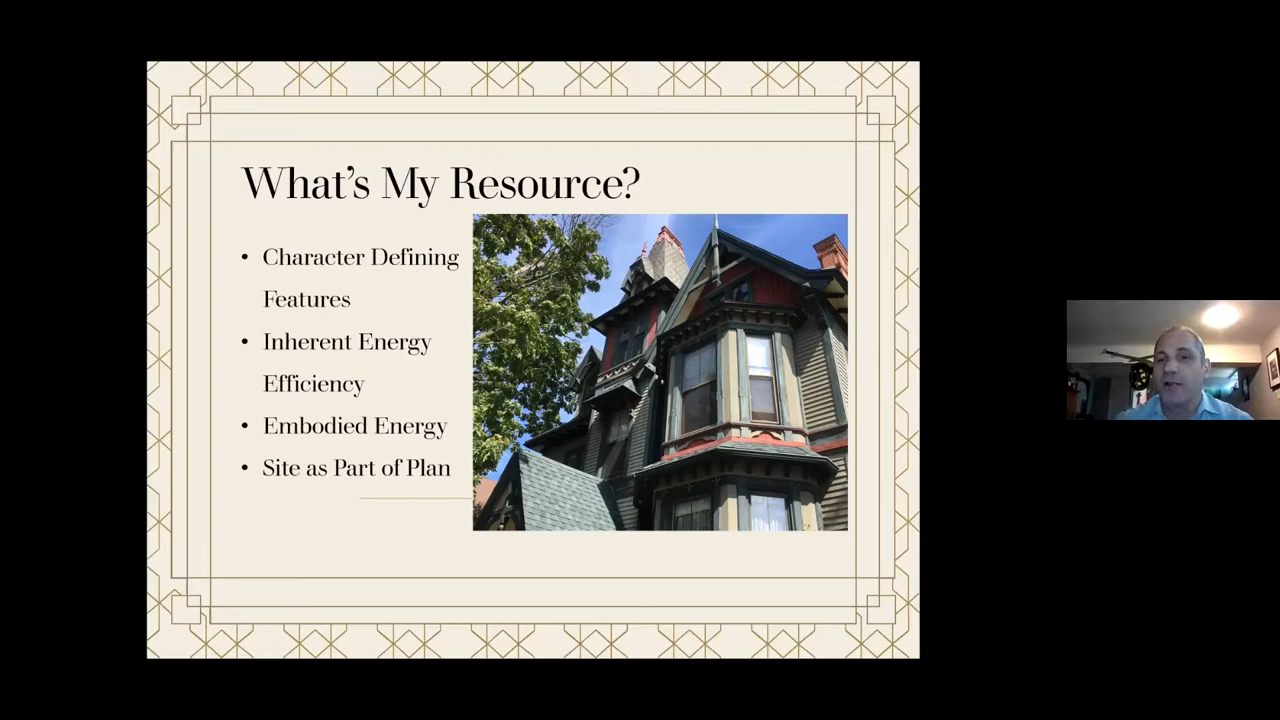 What's My Resource?
• Character Defining
Features
• Inherent Energy
Efficiency
• Embodied Energy
• Site as Part of Plan